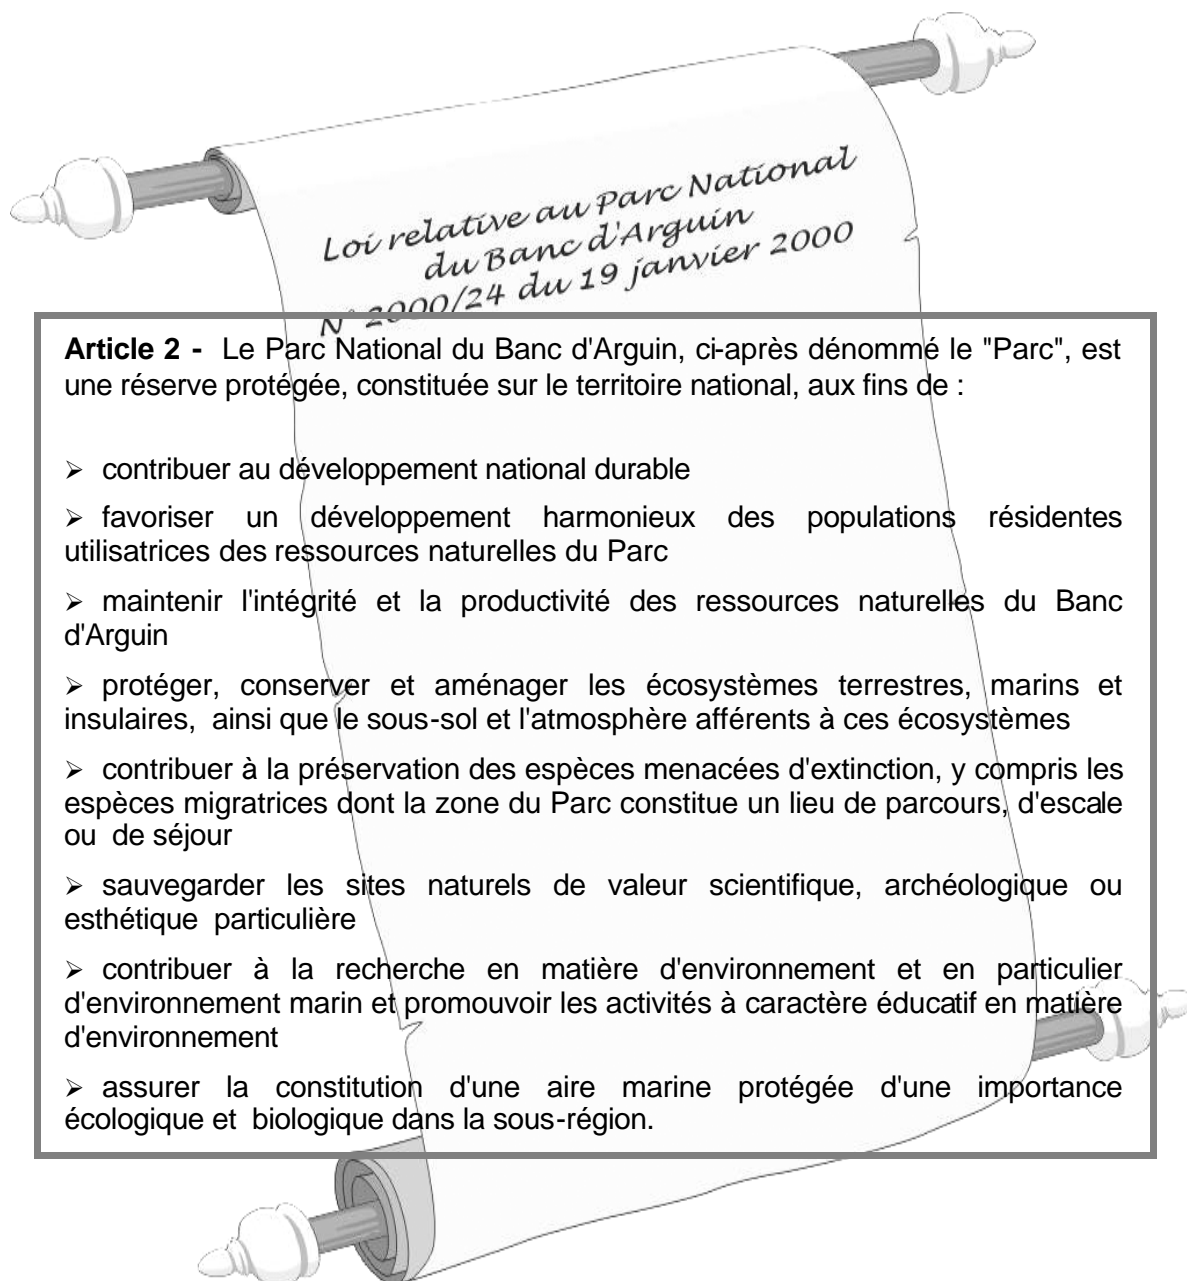 Loi relative au Parc National
du Banc d'Arguin
N° 2000/24 du 19 janvier 2000
Article 2 - Le Parc National du Banc d'Arguin, ci-après dénommé le "Parc", est
une réserve protégée, constituée sur le territoire national, aux fins de :
➢ contribuer au développement national durable
➢ favoriser un développement harmonieux des populations résidentes
utilisatrices des ressources naturelles du Parc
➢ maintenir l'intégrité et la productivité des ressources naturelles du Banc
d'Arguin
➢ protéger, conserver et aménager les écosystèmes terrestres, marins et
insulaires, ainsi que le sous-sol et l'atmosphère afférents à ces écosystèmes
➢ contribuer à la préservation des espèces menacées d'extinction, y compris les
espèces migratrices dont la zone du Parc constitue un lieu de parcours, d'escale
ou de séjour
➢ sauvegarder les sites naturels de valeur scientifique, archéologique ou
esthétique particulière
➢ contribuer à la recherche en matière d'environnement et en particulier
d'environnement marin et promouvoir les activités à caractère éducatif en matière
d'environnement
➢ assurer la constitution d'une aire marine protégée d'une importance
écologique et biologique dans la sous-région.